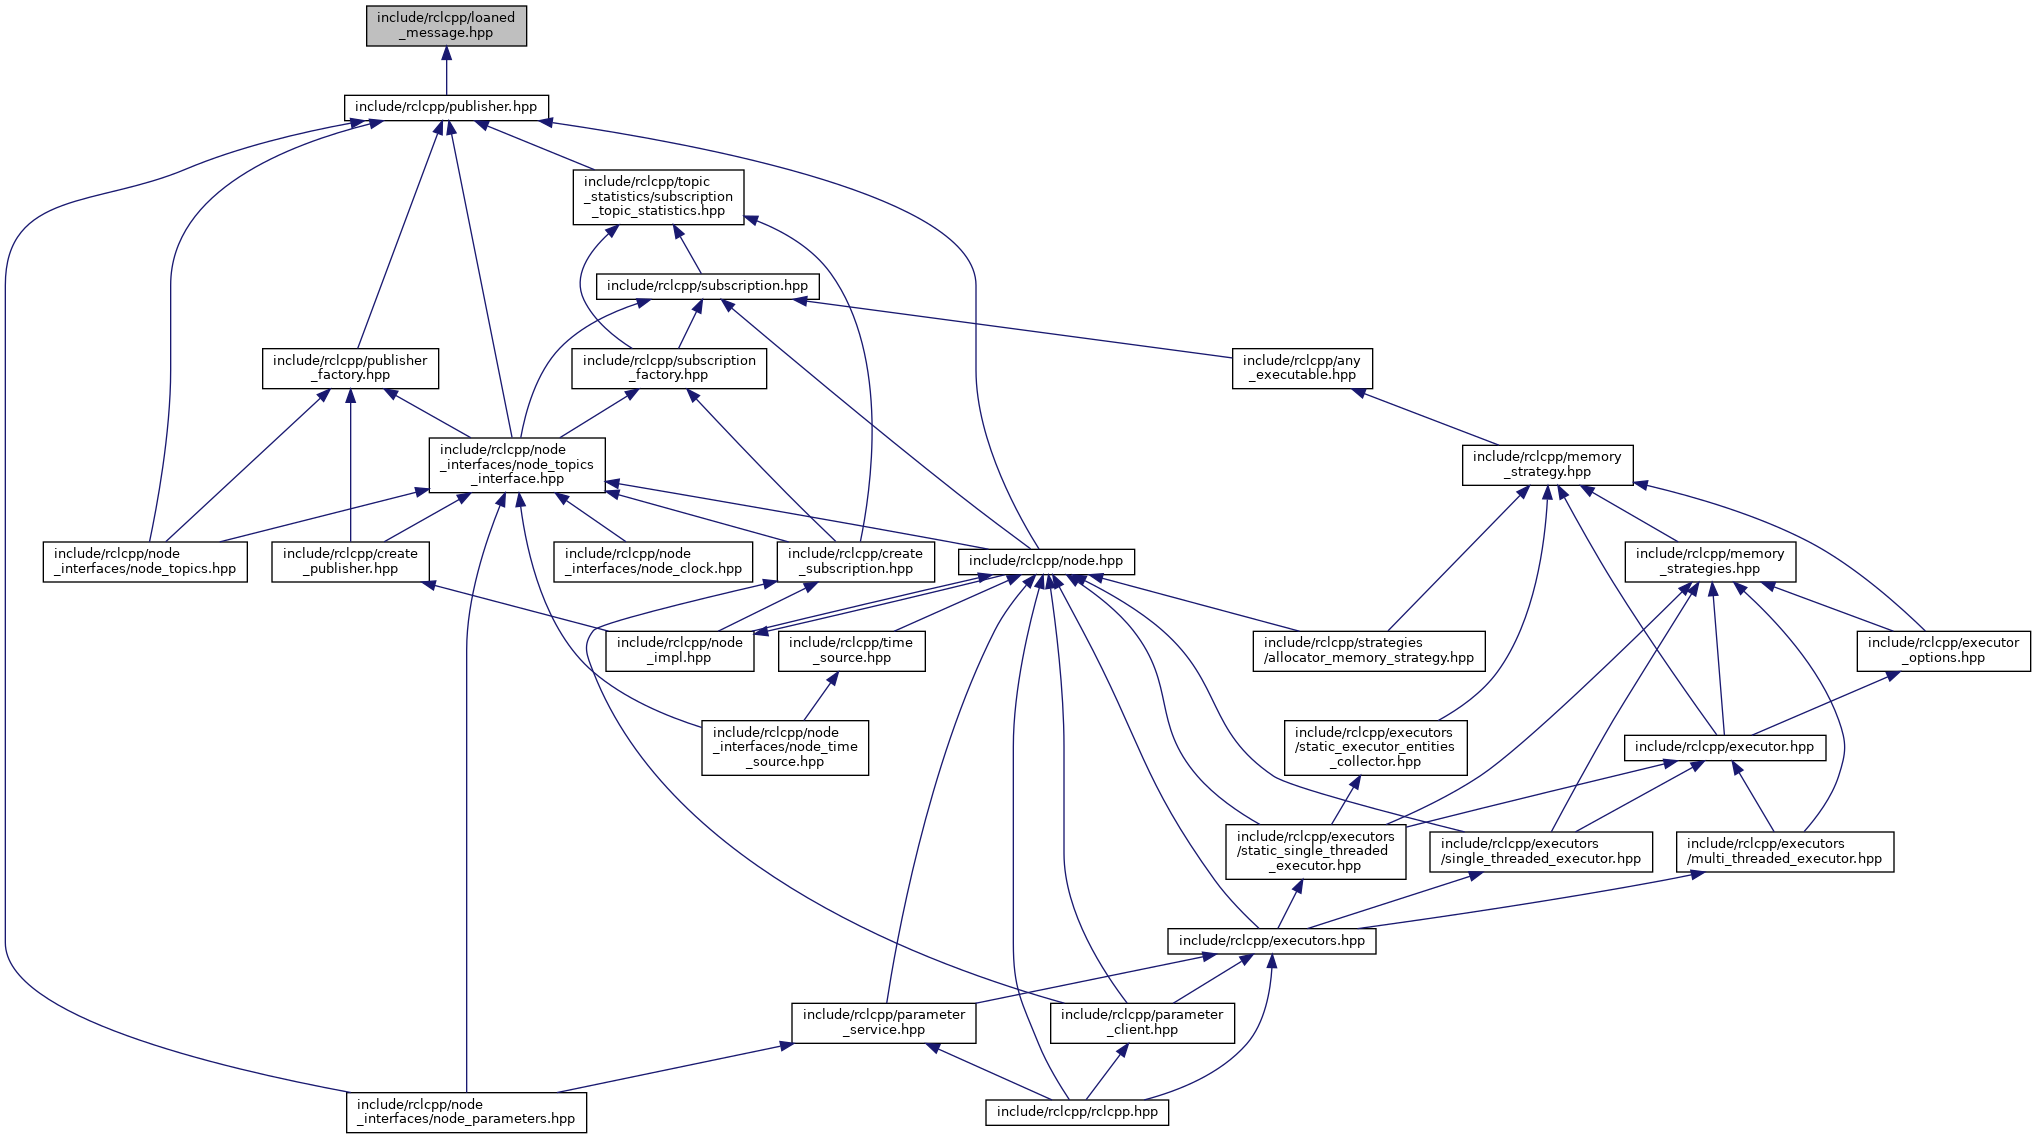 include/rclcpp/loaned
_message.hpp
include/rclcpp/publisher.hpp
include/rclcpp/topic
_statistics/subscription
_topic_statistics.hpp
include/rclcpp/subscription.hpp
include/rclcpp/publisher
_factory.hpp
include/rclcpp/subscription
_factory.hpp
include/rclcpp/any
_executable.hpp
include/rclcpp/node
_interfaces/node_topics
_interface.hpp
include/rclcpp/memory
_strategy.hpp
include/rclcpp/node
_interfaces/node_topics.hpp
include/rclcpp/create
_publisher.hpp
include/rclcpp/node
_interfaces/node_clock.hpp
include/rclcpp/create
_subscription.hpp
include/rclcpp/node.hpp
include/rclcpp/memory
_strategies.hpp
include/rclcpp/node
_impl.hpp
include/rclcpp/time
_source.hpp
include/rclcpp/strategies
/allocator_memory_strategy.hpp
include/rclcpp/executor
_options.hpp
include/rclcpp/node
_interfaces/node_time
_source.hpp
include/rclcpp/executors
/static_executor_entities
_collector.hpp
include/rclcpp/executor.hpp
include/rclcpp/executors
/static_single_threaded
_executor.hpp
include/rclcpp/executors
/single_threaded_executor.hpp
include/rclcpp/executors
/multi_threaded_executor.hpp
include/rclcpp/executors.hpp
include/rclcpp/parameter
_service.hpp
include/rclcpp/parameter
_client.hpp
include/rclcpp/node
_interfaces/node_parameters.hpp
include/rclcpp/rclcpp.hpp